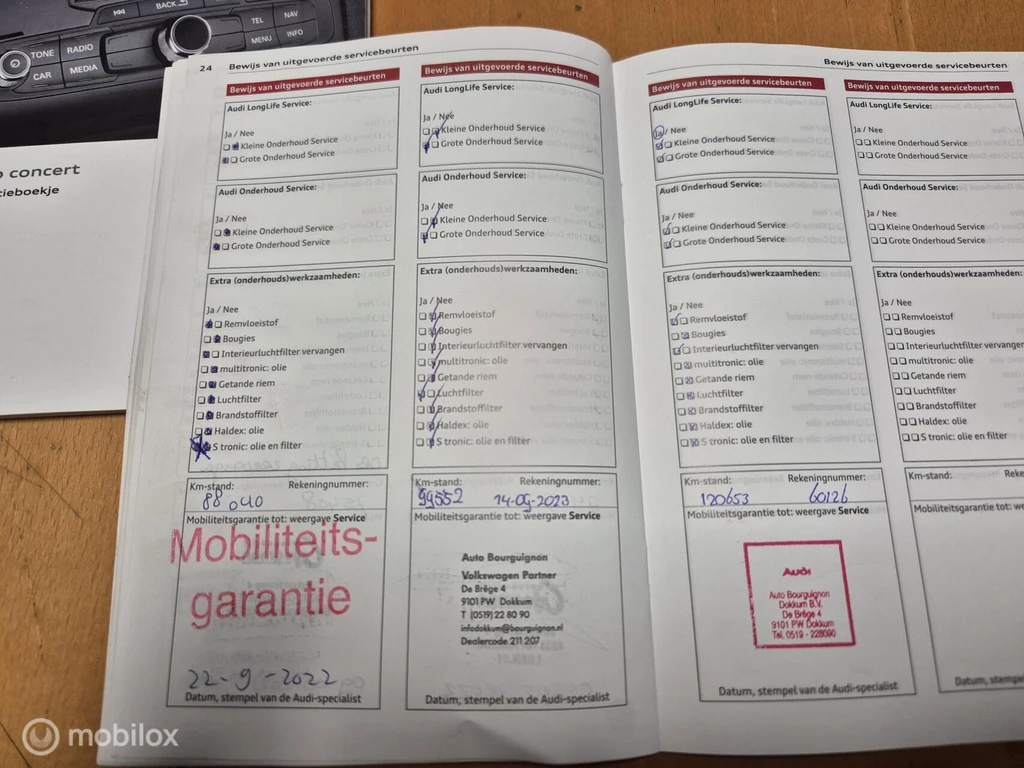 BACK
TEL
NAV
MENU
INFO
TONE
RADIO
CAR
MEDIA
concert
tieboekje
24 Bewijs van uitgevoerde servicebeurten
Bewijs van uitgevoerde servicebeurten
Audi LongLife Service:
Ja / Nee
Kleine Onderhoud Service
Grote Onderhoud Service
Audi Onderhoud Service:
Ja / Nee
Kleine Onderhoud Service
Grote Onderhoud Service
Extra (onderhouds)werkzaamheden:
Ja / Nee
Remvloeistof
Bougies
Interieurluchtfilter vervangen
multitronic: olie
Getande riem
Luchtfilter
Brandstoffilter
Haldex: olie
S tronic: olie en filter
Km-stand: Rekeningnummer:
88040
Mobiliteitsgarantie tot: weergave Service
Mobiliteits-
garantie
22-9-2022
Datum, stempel van de Audi-specialist
Bewijs van uitgevoerde servicebeurten
Audi LongLife Service:
Ja / Nee
Kleine Onderhoud Service
Grote Onderhoud Service
Audi Onderhoud Service:
Ja / Nee
Kleine Onderhoud Service
Grote Onderhoud Service
Extra (onderhouds)werkzaamheden:
Ja / Nee
Remvloeistof
Bougies
Interieurluchtfilter vervangen
multitronic: olie
Getande riem
Luchtfilter
Brandstoffilter
Haldex: olie
S tronic: olie en filter
Km-stand: Rekeningnummer:
99552 14-09-2023
Mobiliteitsgarantie tot: weergave Service
Auto Bourguignon
Volkswagen Partner
De Brêge 4
9101 PW Dokkum
T (0519) 22 80 90
infodokkum@bourguignon.nl
Dealercode 211 207
Datum, stempel van de Audi-specialist
Bewijs van uitgevoerde servicebeurten
Bewijs van uitgevoerde servicebeurten
Audi LongLife Service:
Ja / Nee
Kleine Onderhoud Service
Grote Onderhoud Service
Audi Onderhoud Service:
Ja / Nee
Kleine Onderhoud Service
Grote Onderhoud Service
Extra (onderhouds)werkzaamheden:
Ja / Nee
Remvloeistof
Bougies
Interieurluchtfilter vervangen
multitronic: olie
Getande riem
Luchtfilter
Brandstoffilter
Haldex: olie
S tronic: olie en filter
Km-stand: Rekeningnummer:
120653 60126
Mobiliteitsgarantie tot: weergave Service
Audi
Auto Bourguignon
Dokkum B.V.
De Brêge 4
9101 PW Dokkum
Tel. 0519 - 228090
Datum, stempel van de Audi-specialist
Bewijs van uitgevoerde servicebeurten
Audi LongLife Service:
Ja / Nee
Kleine Onderhoud Service
Grote Onderhoud Service
Audi Onderhoud Service:
Ja / Nee
Kleine Onderhoud Service
Grote Onderhoud Service
Extra (onderhouds)werkzaamheden:
Ja / Nee
Remvloeistof
Bougies
Interieurluchtfilter vervangen
multitronic: olie
Getande riem
Luchtfilter
Brandstoffilter
Haldex: olie
S tronic: olie en filter
Km-stand: Rekeningnum
Mobiliteitsgarantie tot: we
Datum, stempel van
mobilox